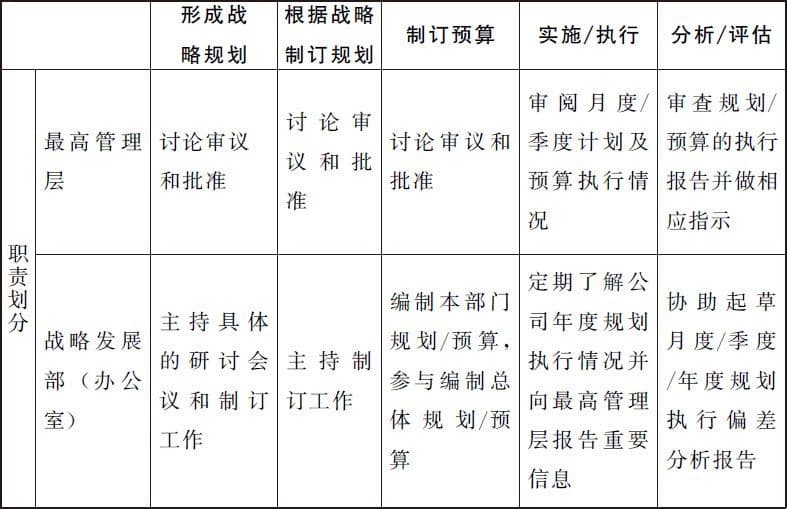 形成战
略规划
根据战略
制订规划
制订预算
实施/执行
分析/评估
职责划分
最高管理
层
讨论审议
和批准
讨论审
议和批
准
讨论审议和
批准
审阅月度/
季度计划及
预算执行情
况
审查规划/
预算的执行
报告并做相
应指示
战略发展
部（办公
室）
主持具体
的研讨会
议和制订
工作
主持制
订工作
编制本部门
规划/预算，
参与编制总
体规划/预
算
定期了解公
司年度规划
执行情况并
向最高管理
层报告重要
信息
协助起草
月度/季度
/年度规划
执行偏差
分析报告